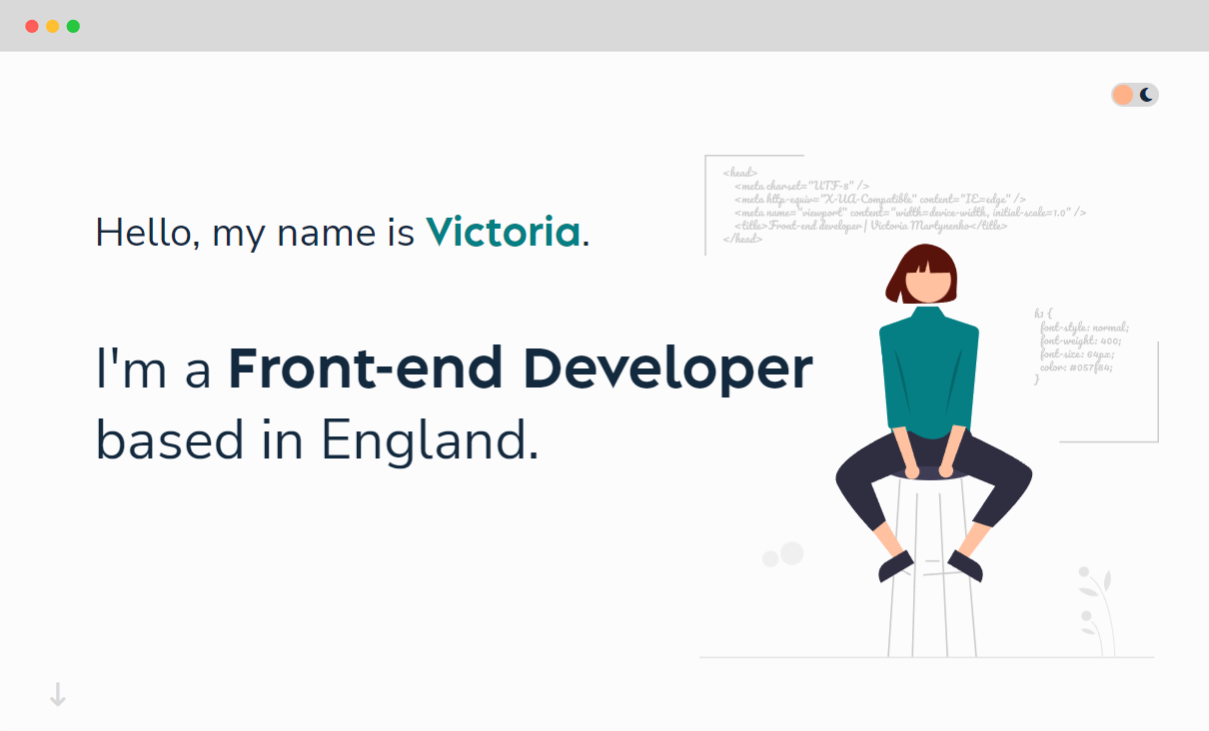 <head>
<meta charset="UTF-8" />
<meta http-equiv="X-UA-Compatible" content="IE=edge" />
<meta name="viewport" content="width=device-width, initial-scale=1.0" />
<title>Front-end developer | Victoria Martynenko</title>
</head>
Hello, my name is Victoria.
h1 {
font-style: normal;
font-weight: 400;
font-size: 64px;
color: #057f84;
}
I'm a Front-end Developer
based in England.